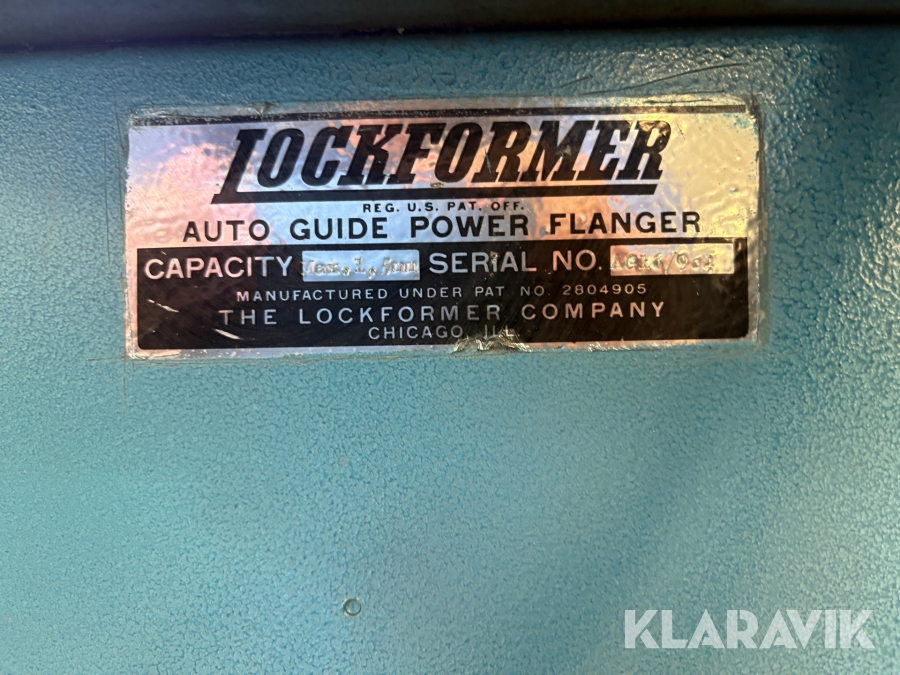 LOCKFORMER
REG. U.S. PAT. OFF.
AUTO GUIDE POWER FLANGER
CAPACITY SERIAL NO.
MANUFACTURED UNDER PAT NO 2804905
THE LOCKFORMER COMPANY
CHICAGO, ILL
KLARAVIK